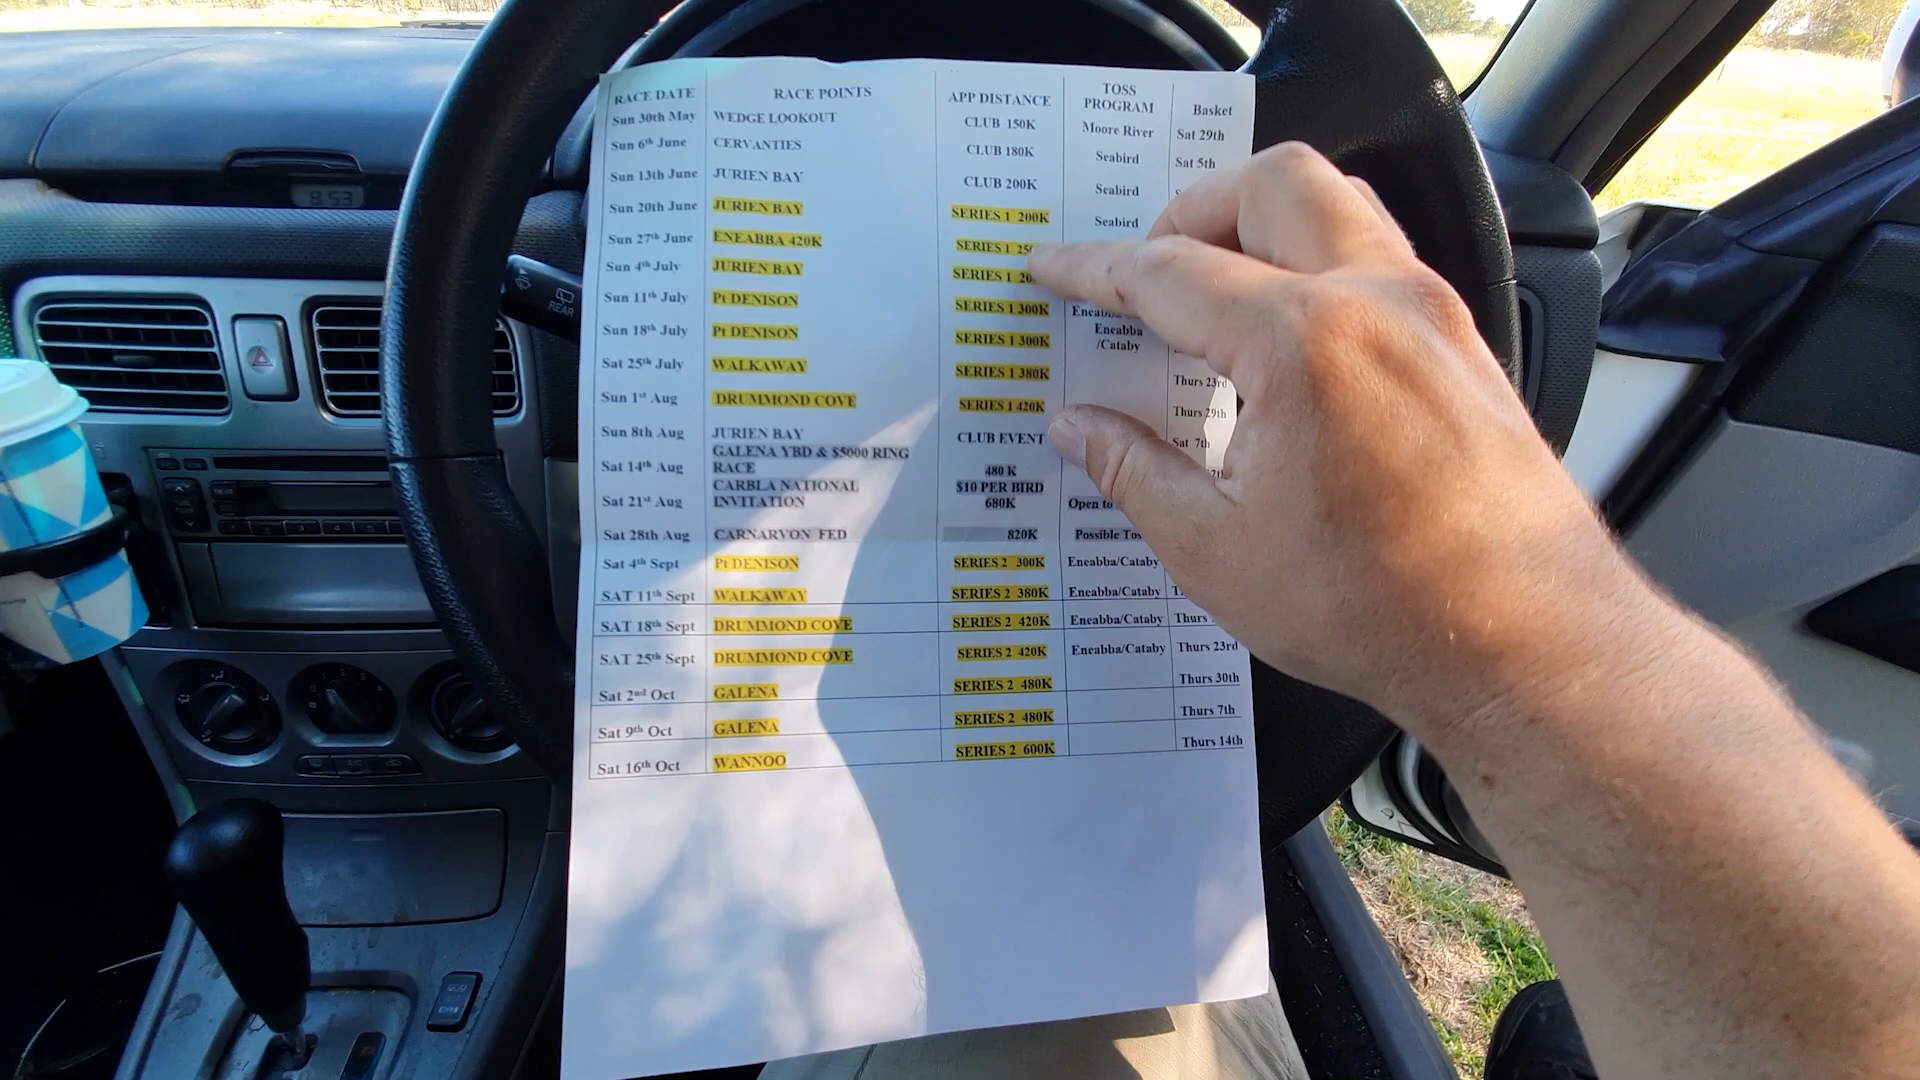 RACE DATE RACE POINTS APP DISTANCE TOSS PROGRAM Basket
Sun 30th May WEDGE LOOKOUT CLUB 150K Moore River Sat 29th
Sun 6th June CERVANTIES CLUB 180K Seabird Sat 5th
Sun 13th June JURIEN BAY CLUB 200K Seabird
Sun 20th June JURIEN BAY SERIES 1 200K Seabird
Sun 27th June ENEABBA 420K SERIES 1
Sun 4th July JURIEN BAY SERIES 1
Sun 11th July Pt DENISON SERIES 1 300K
Sun 18th July Pt DENISON SERIES 1 300K Eneabba /Cataby
Sat 25th July WALKAWAY SERIES 1 380K Thurs 23rd
Sun 1st Aug DRUMMOND COVE SERIES 1 420K Thurs 29th
Sun 8th Aug JURIEN BAY CLUB EVENT Sat 7th
Sat 14th Aug GALENA YBD & $5000 RING RACE 480 K
Sat 21st Aug CARBLA NATIONAL INVITATION $10 PER BIRD 680K Open to
Sat 28th Aug CARNARVON FED 820K Possible
Sat 4th Sept Pt DENISON SERIES 2 300K Eneabba/Cataby
SAT 11th Sept WALKAWAY SERIES 2 380K Eneabba/Cataby
SAT 18th Sept DRUMMOND COVE SERIES 2 420K Eneabba/Cataby Thurs
SAT 25th Sept DRUMMOND COVE SERIES 2 420K Eneabba/Cataby Thurs 23rd
Sat 2nd Oct GALENA SERIES 2 480K Thurs 30th
Sat 9th Oct GALENA SERIES 2 480K Thurs 7th
Sat 16th Oct WANNOO SERIES 2 600K Thurs 14th
8:53
REAR